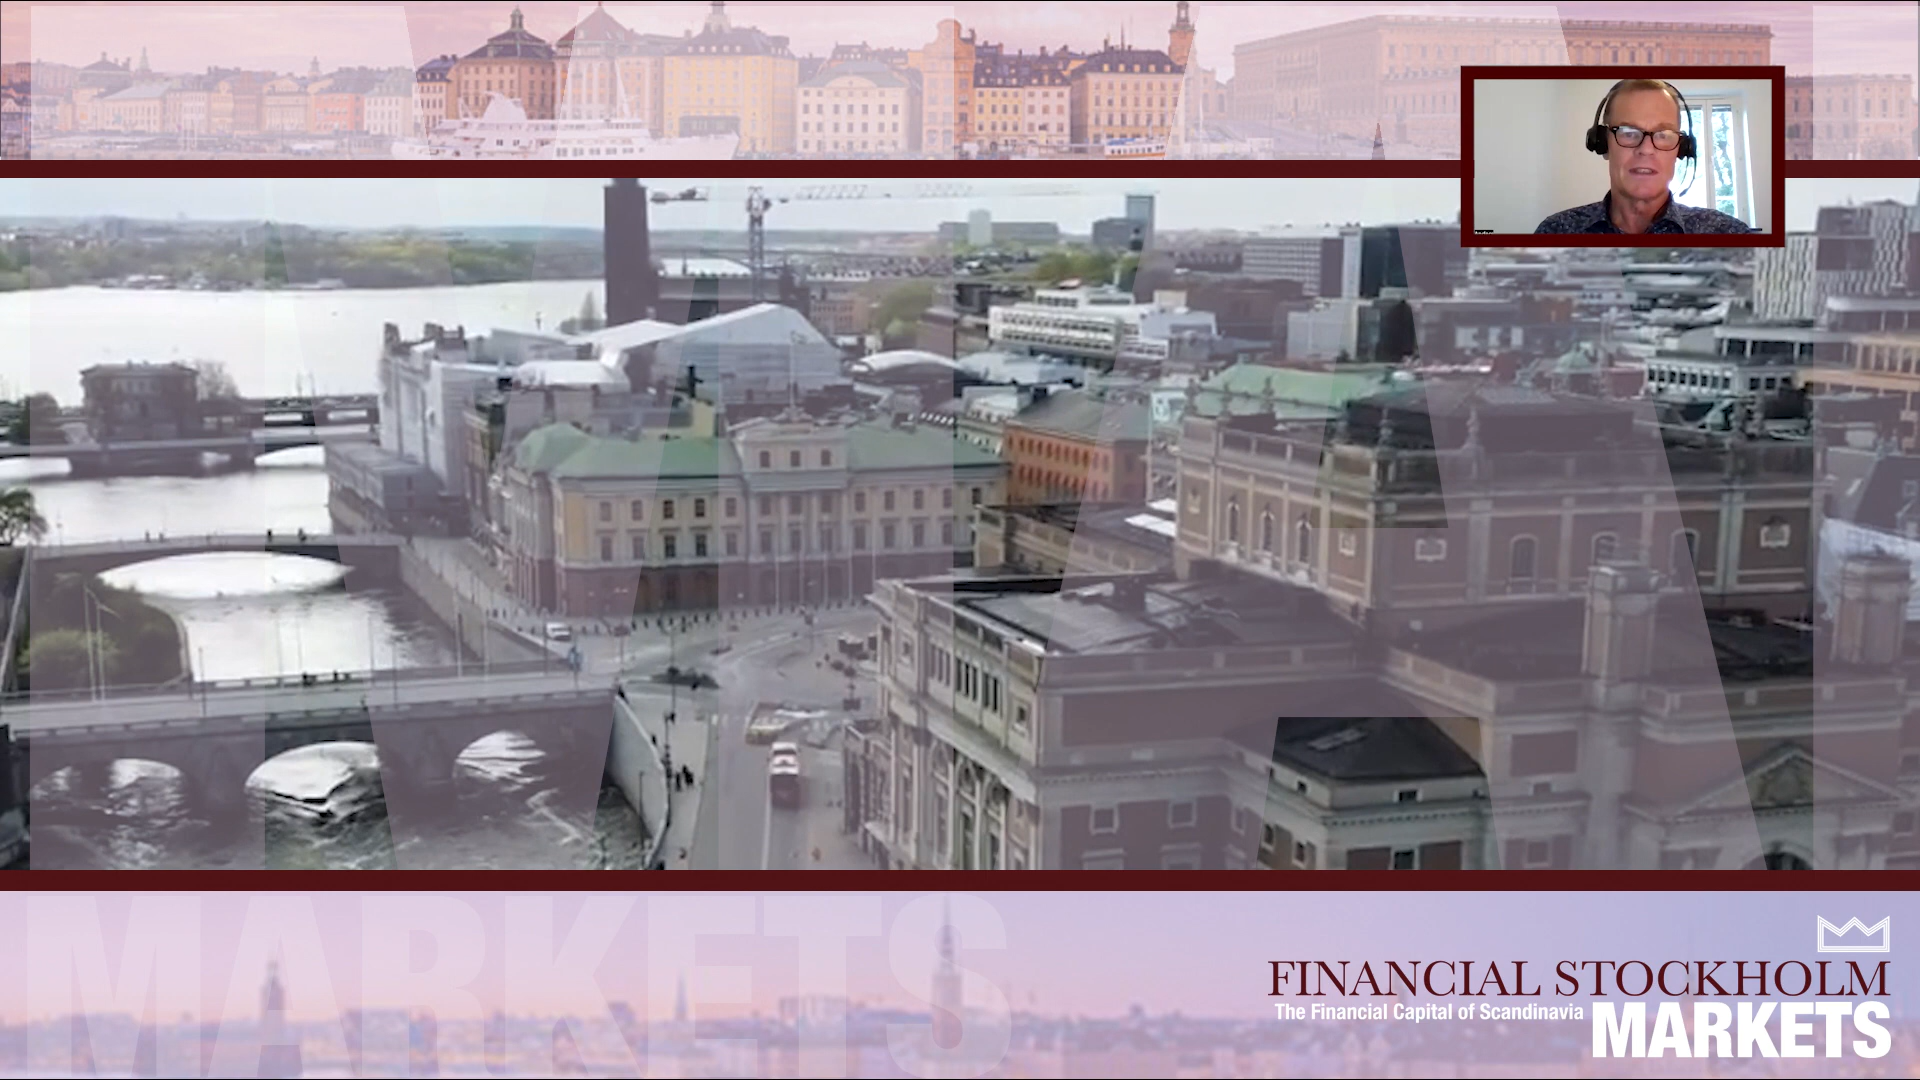 MARKETS
FINANCIAL STOCKHOLM
The Financial Capital of Scandinavia
MARKETS